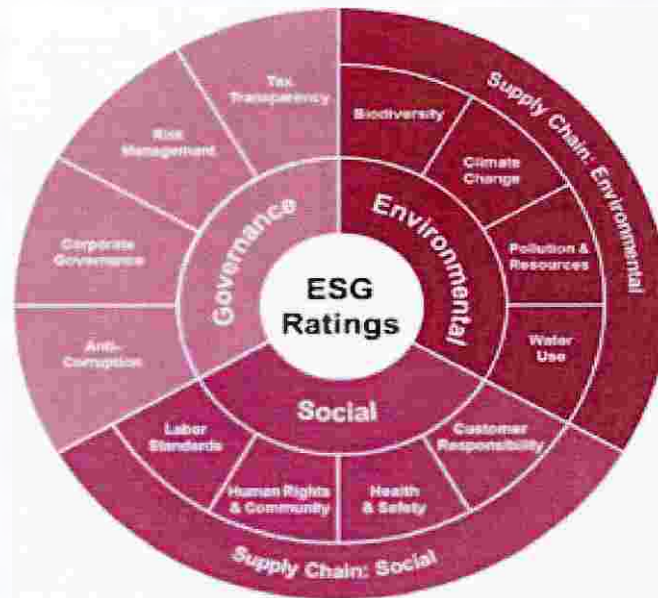 Tax
Transparency
Risk
Management
Corporate
Governance
Anti-
Corruption
Governance
Biodiversity
Climate
Change
Pollution &
Resources
Water
Use
Environmental
Supply Chain: Environmental
ESG
Ratings
Social
Labor
Standards
Human Rights
& Community
Health
& Safety
Customer
Responsibility
Supply Chain: Social